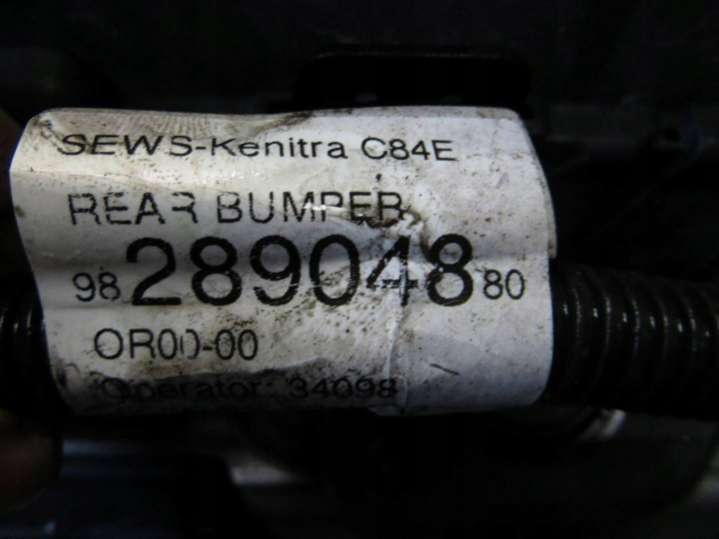 SEWS-Kenitra C84E
REAR BUMPER
98 289048 80
OR00-00
Operator: 34098